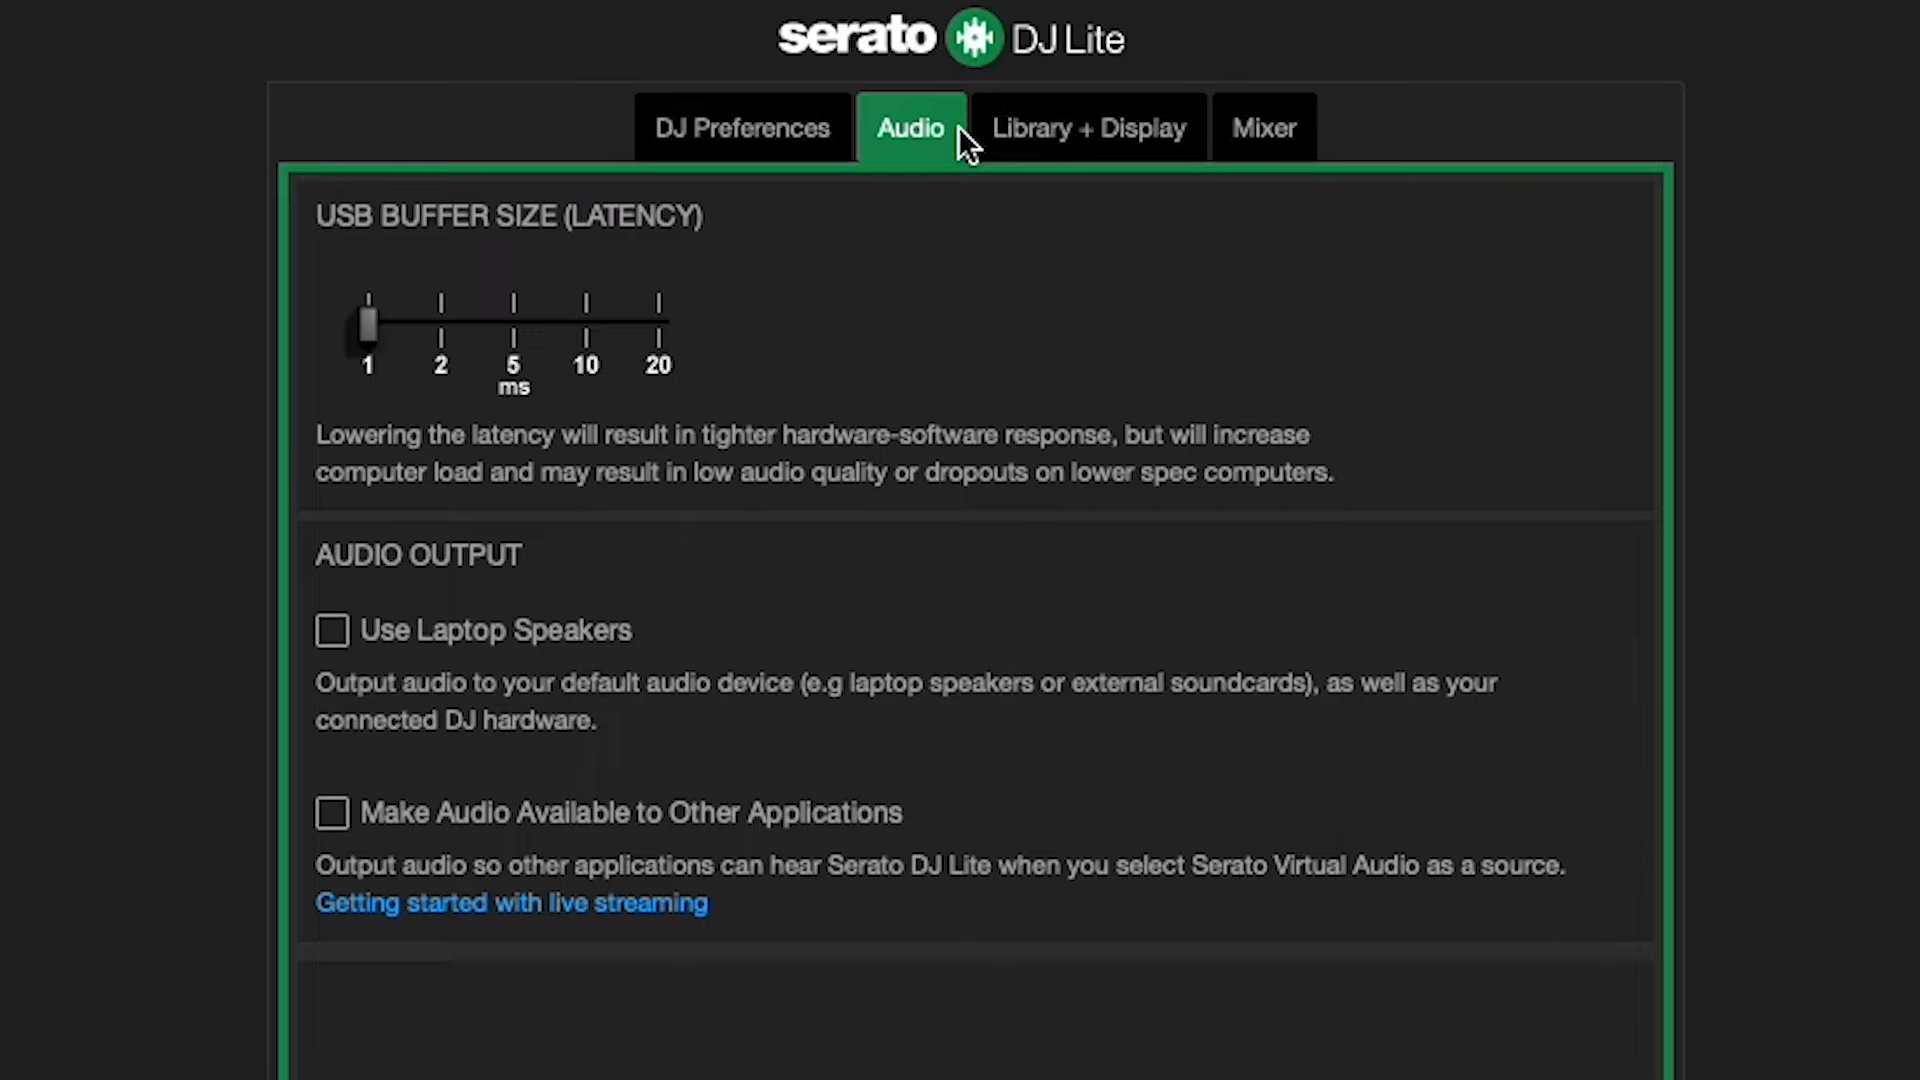 serato DJ Lite
DJ Preferences Audio Library + Display Mixer
USB BUFFER SIZE (LATENCY)
1 2 5 10 20
ms
Lowering the latency will result in tighter hardware-software response, but will increase
computer load and may result in low audio quality or dropouts on lower spec computers.
AUDIO OUTPUT
Use Laptop Speakers
Output audio to your default audio device (e.g laptop speakers or external soundcards), as well as your
connected DJ hardware.
Make Audio Available to Other Applications
Output audio so other applications can hear Serato DJ Lite when you select Serato Virtual Audio as a source.
Getting started with live streaming